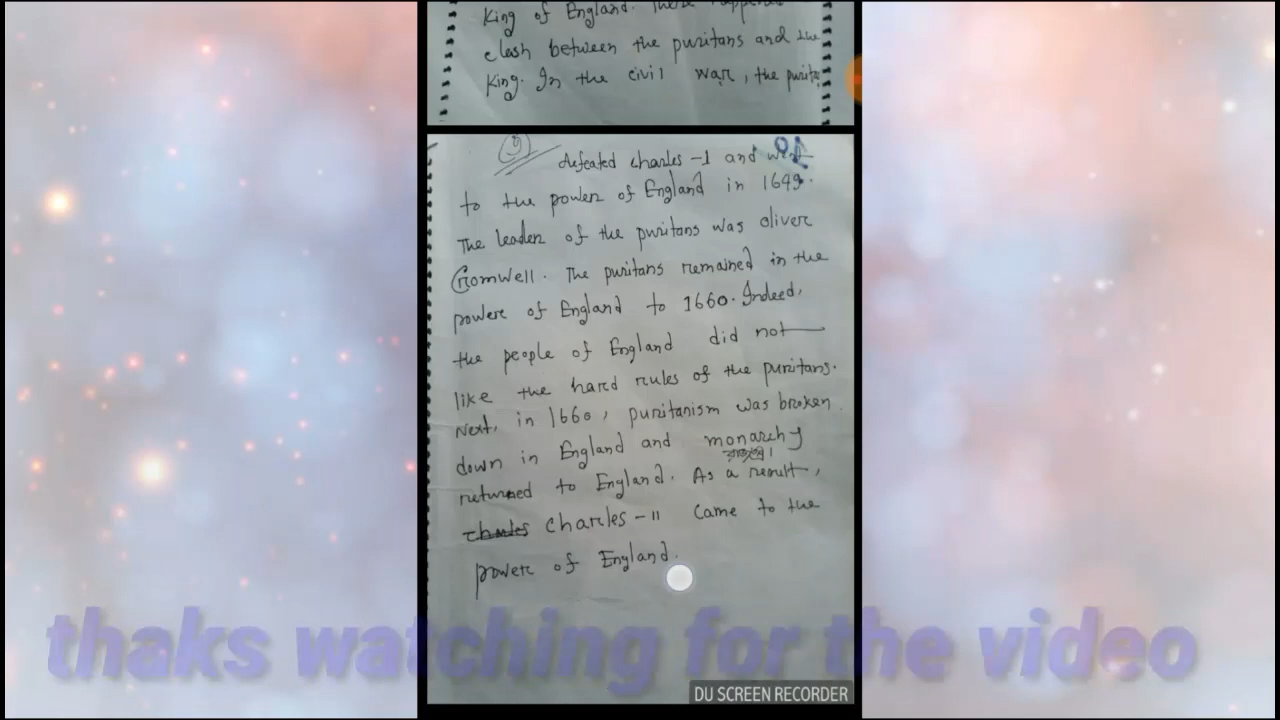 King of England. There happened
clash between the puritans and the
King. In the civil war, the purita
9
defeated charles-I and went
to the power of England in 1649.
The leader of the puritans was oliver
Cromwell. The puritans remained in the
power of England to 1660. Indeed,
the people of England did not
like the hard rules of the puritans.
Next, in 1660, puritanism was broken
down in England and monarchy
returned to England. As a result,
charles charles-II came to the
power of England.
thaks watching for the video
DU SCREEN RECORDER